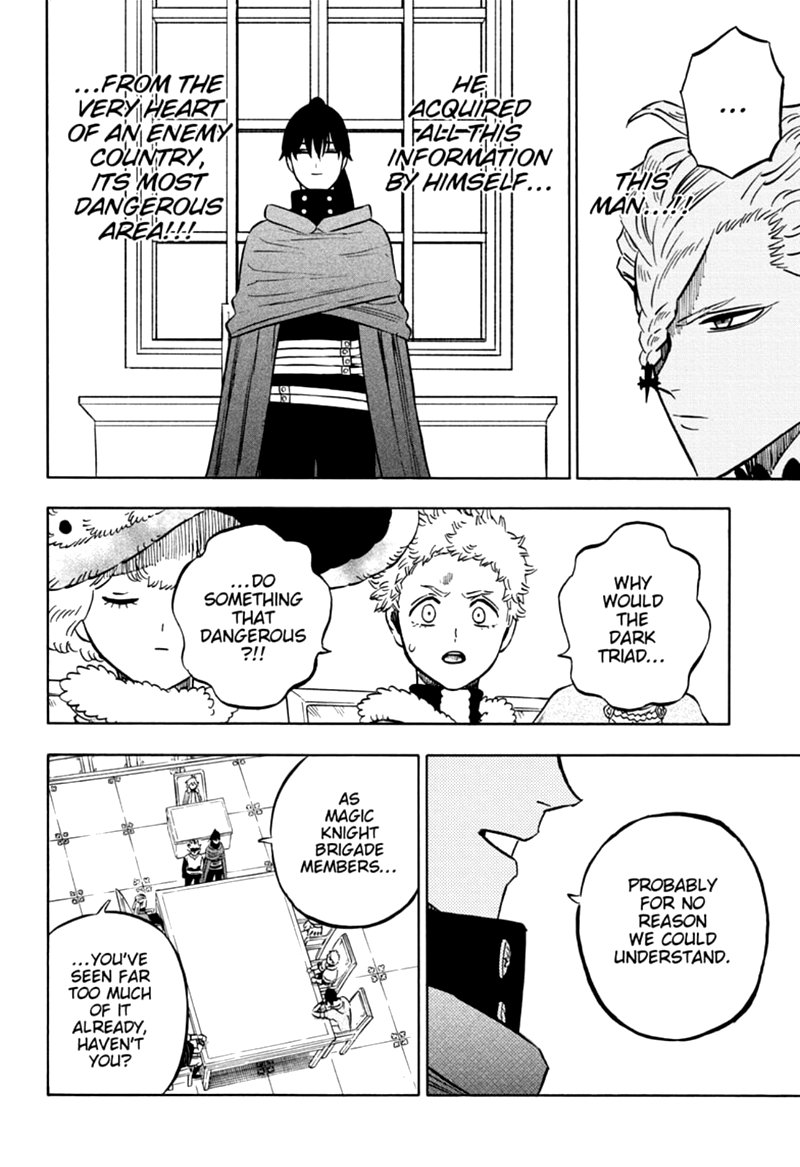 ...
THIS
MAN...!!
HE
ACQUIRED
ALL THIS
INFORMATION
BY HIMSELF...
...FROM THE
VERY HEART
OF AN ENEMY
COUNTRY,
ITS MOST
DANGEROUS
AREA!!!
WHY
WOULD
THE
DARK
TRIAD...
...DO
SOMETHING
THAT
DANGEROUS
?!!
PROBABLY
FOR NO
REASON
WE COULD
UNDERSTAND.
AS
MAGIC
KNIGHT
BRIGADE
MEMBERS...
...YOU'VE
SEEN FAR
TOO MUCH
OF IT
ALREADY,
HAVEN'T
YOU?